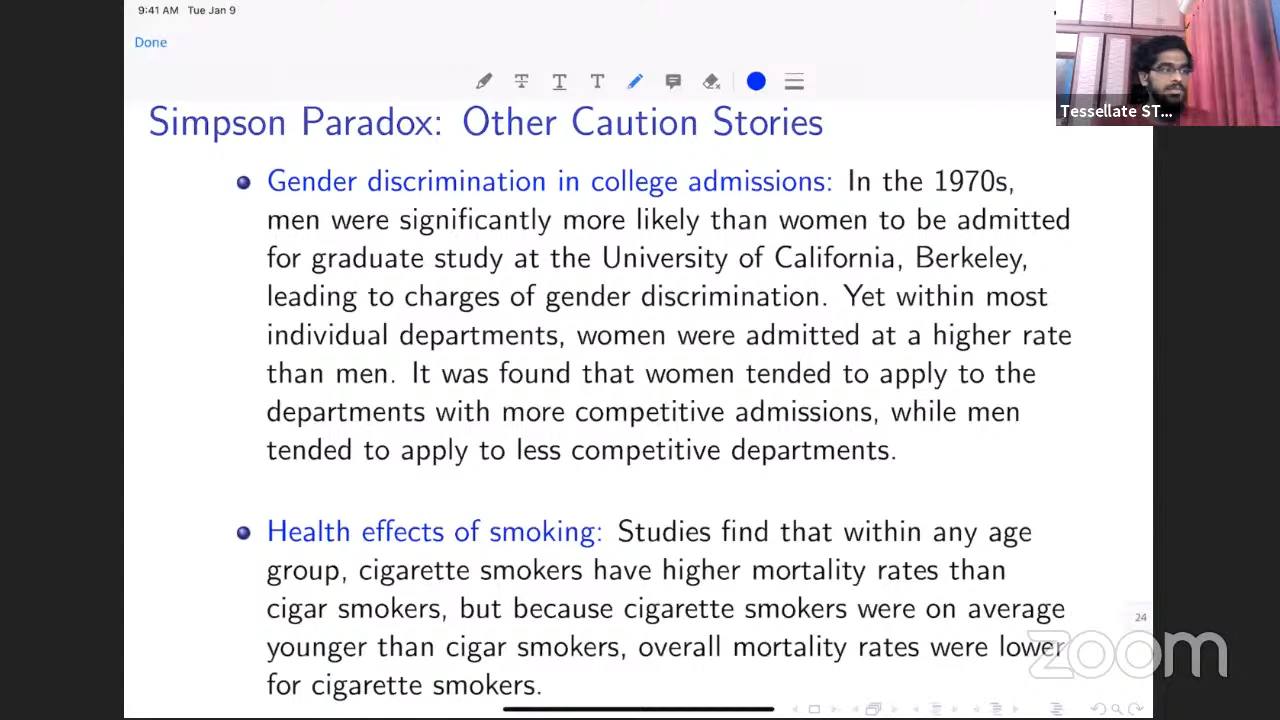 9:41 AM Tue Jan 9
Done
Tessellate ST...
Simpson Paradox: Other Caution Stories
Gender discrimination in college admissions: In the 1970s,
men were significantly more likely than women to be admitted
for graduate study at the University of California, Berkeley,
leading to charges of gender discrimination. Yet within most
individual departments, women were admitted at a higher rate
than men. It was found that women tended to apply to the
departments with more competitive admissions, while men
tended to apply to less competitive departments.
Health effects of smoking: Studies find that within any age
group, cigarette smokers have higher mortality rates than
cigar smokers, but because cigarette smokers were on average
younger than cigar smokers, overall mortality rates were lower
for cigarette smokers.
24
zoom